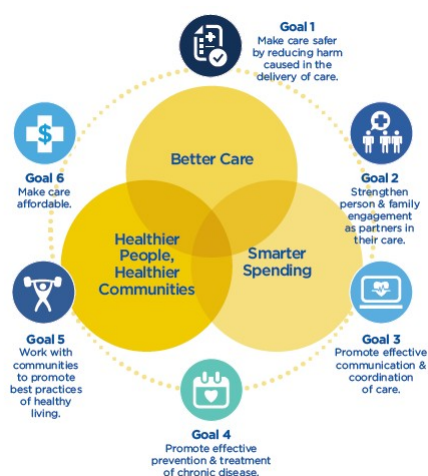 Goal 1
Make care safer
by reducing harm
caused in the
delivery of care.
Better Care
Goal 6
Make care
affordable.
Goal 2
Strengthen
person & family
engagement
as partners in
their care.
Healthier
People,
Healthier
Communities
Smarter
Spending
$
Goal 5
Work with
communities
to promote
best practices
of healthy
living.
Goal 3
Promote effective
communication &
coordination
of care.
Goal 4
Promote effective
prevention & treatment
of chronic disease.